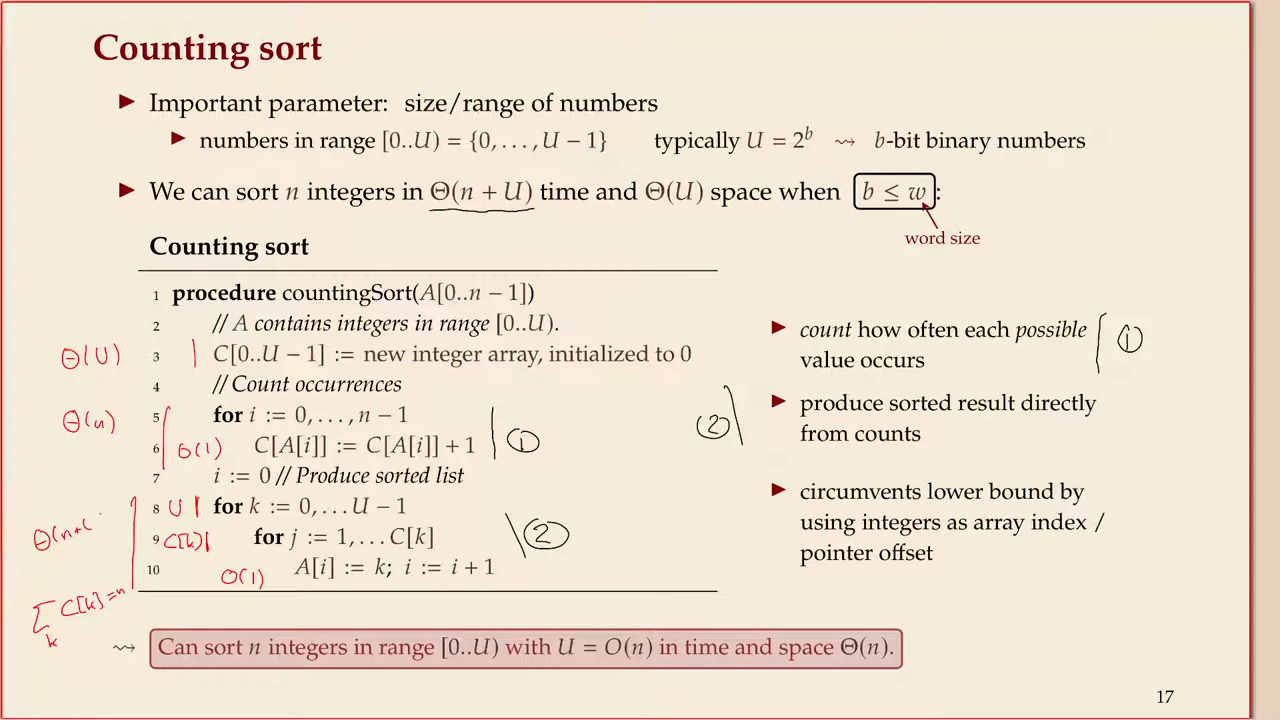 Counting sort
▶ Important parameter: size/range of numbers
▶ numbers in range [0..U) = {0, . . . , U − 1} typically U = 2^b ⇝ b-bit binary numbers
▶ We can sort n integers in Θ(n + U) time and Θ(U) space when b ≤ w :
word size
Counting sort
1 procedure countingSort(A[0..n − 1])
2 // A contains integers in range [0..U).
Θ(U) 3 C[0..U − 1] := new integer array, initialized to 0
4 // Count occurrences
Θ(n) 5 for i := 0, . . . , n − 1
6 Θ(1) C[A[i]] := C[A[i]] + 1 ①
7 i := 0 // Produce sorted list
8 U for k := 0, . . . U − 1
Θ(n+( 9 C[k] for j := 1, . . . C[k] ②
10 O(1) A[i] := k; i := i + 1
Σ C[k] = n
k
▶ count how often each possible ①
value occurs
② ▶ produce sorted result directly
from counts
▶ circumvents lower bound by
using integers as array index /
pointer offset
⇝ Can sort n integers in range [0..U) with U = O(n) in time and space Θ(n).
17